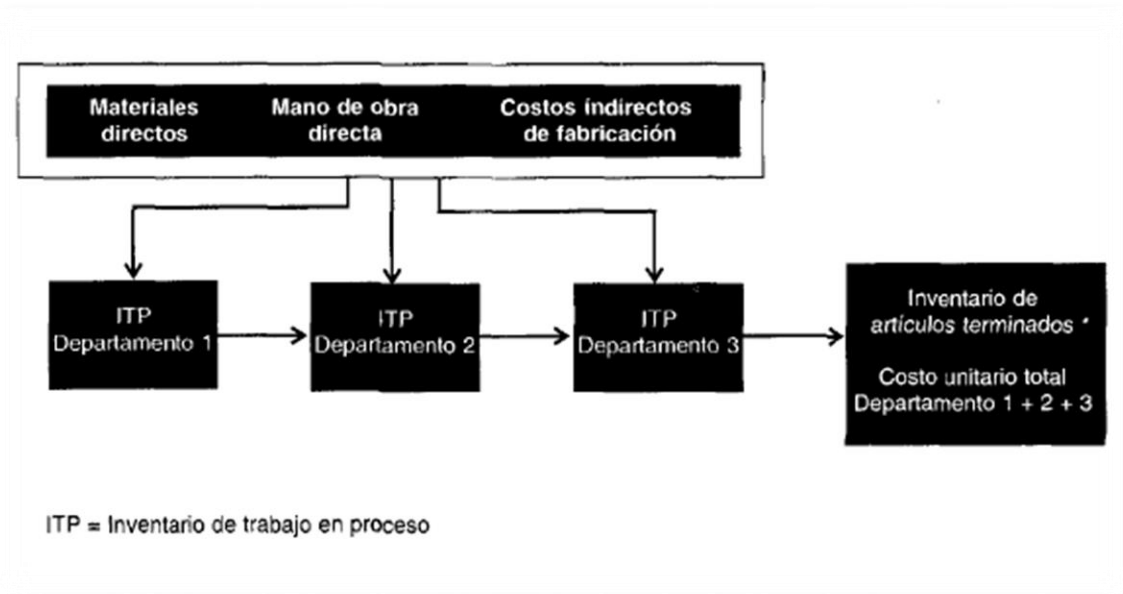 Materiales
directos
Mano de obra
directa
Costos indirectos
de fabricación
ITP
Departamento 1
ITP
Departamento 2
ITP
Departamento 3
Inventario de
artículos terminados *
Costo unitario total
Departamento 1 + 2 + 3
ITP = Inventario de trabajo en proceso